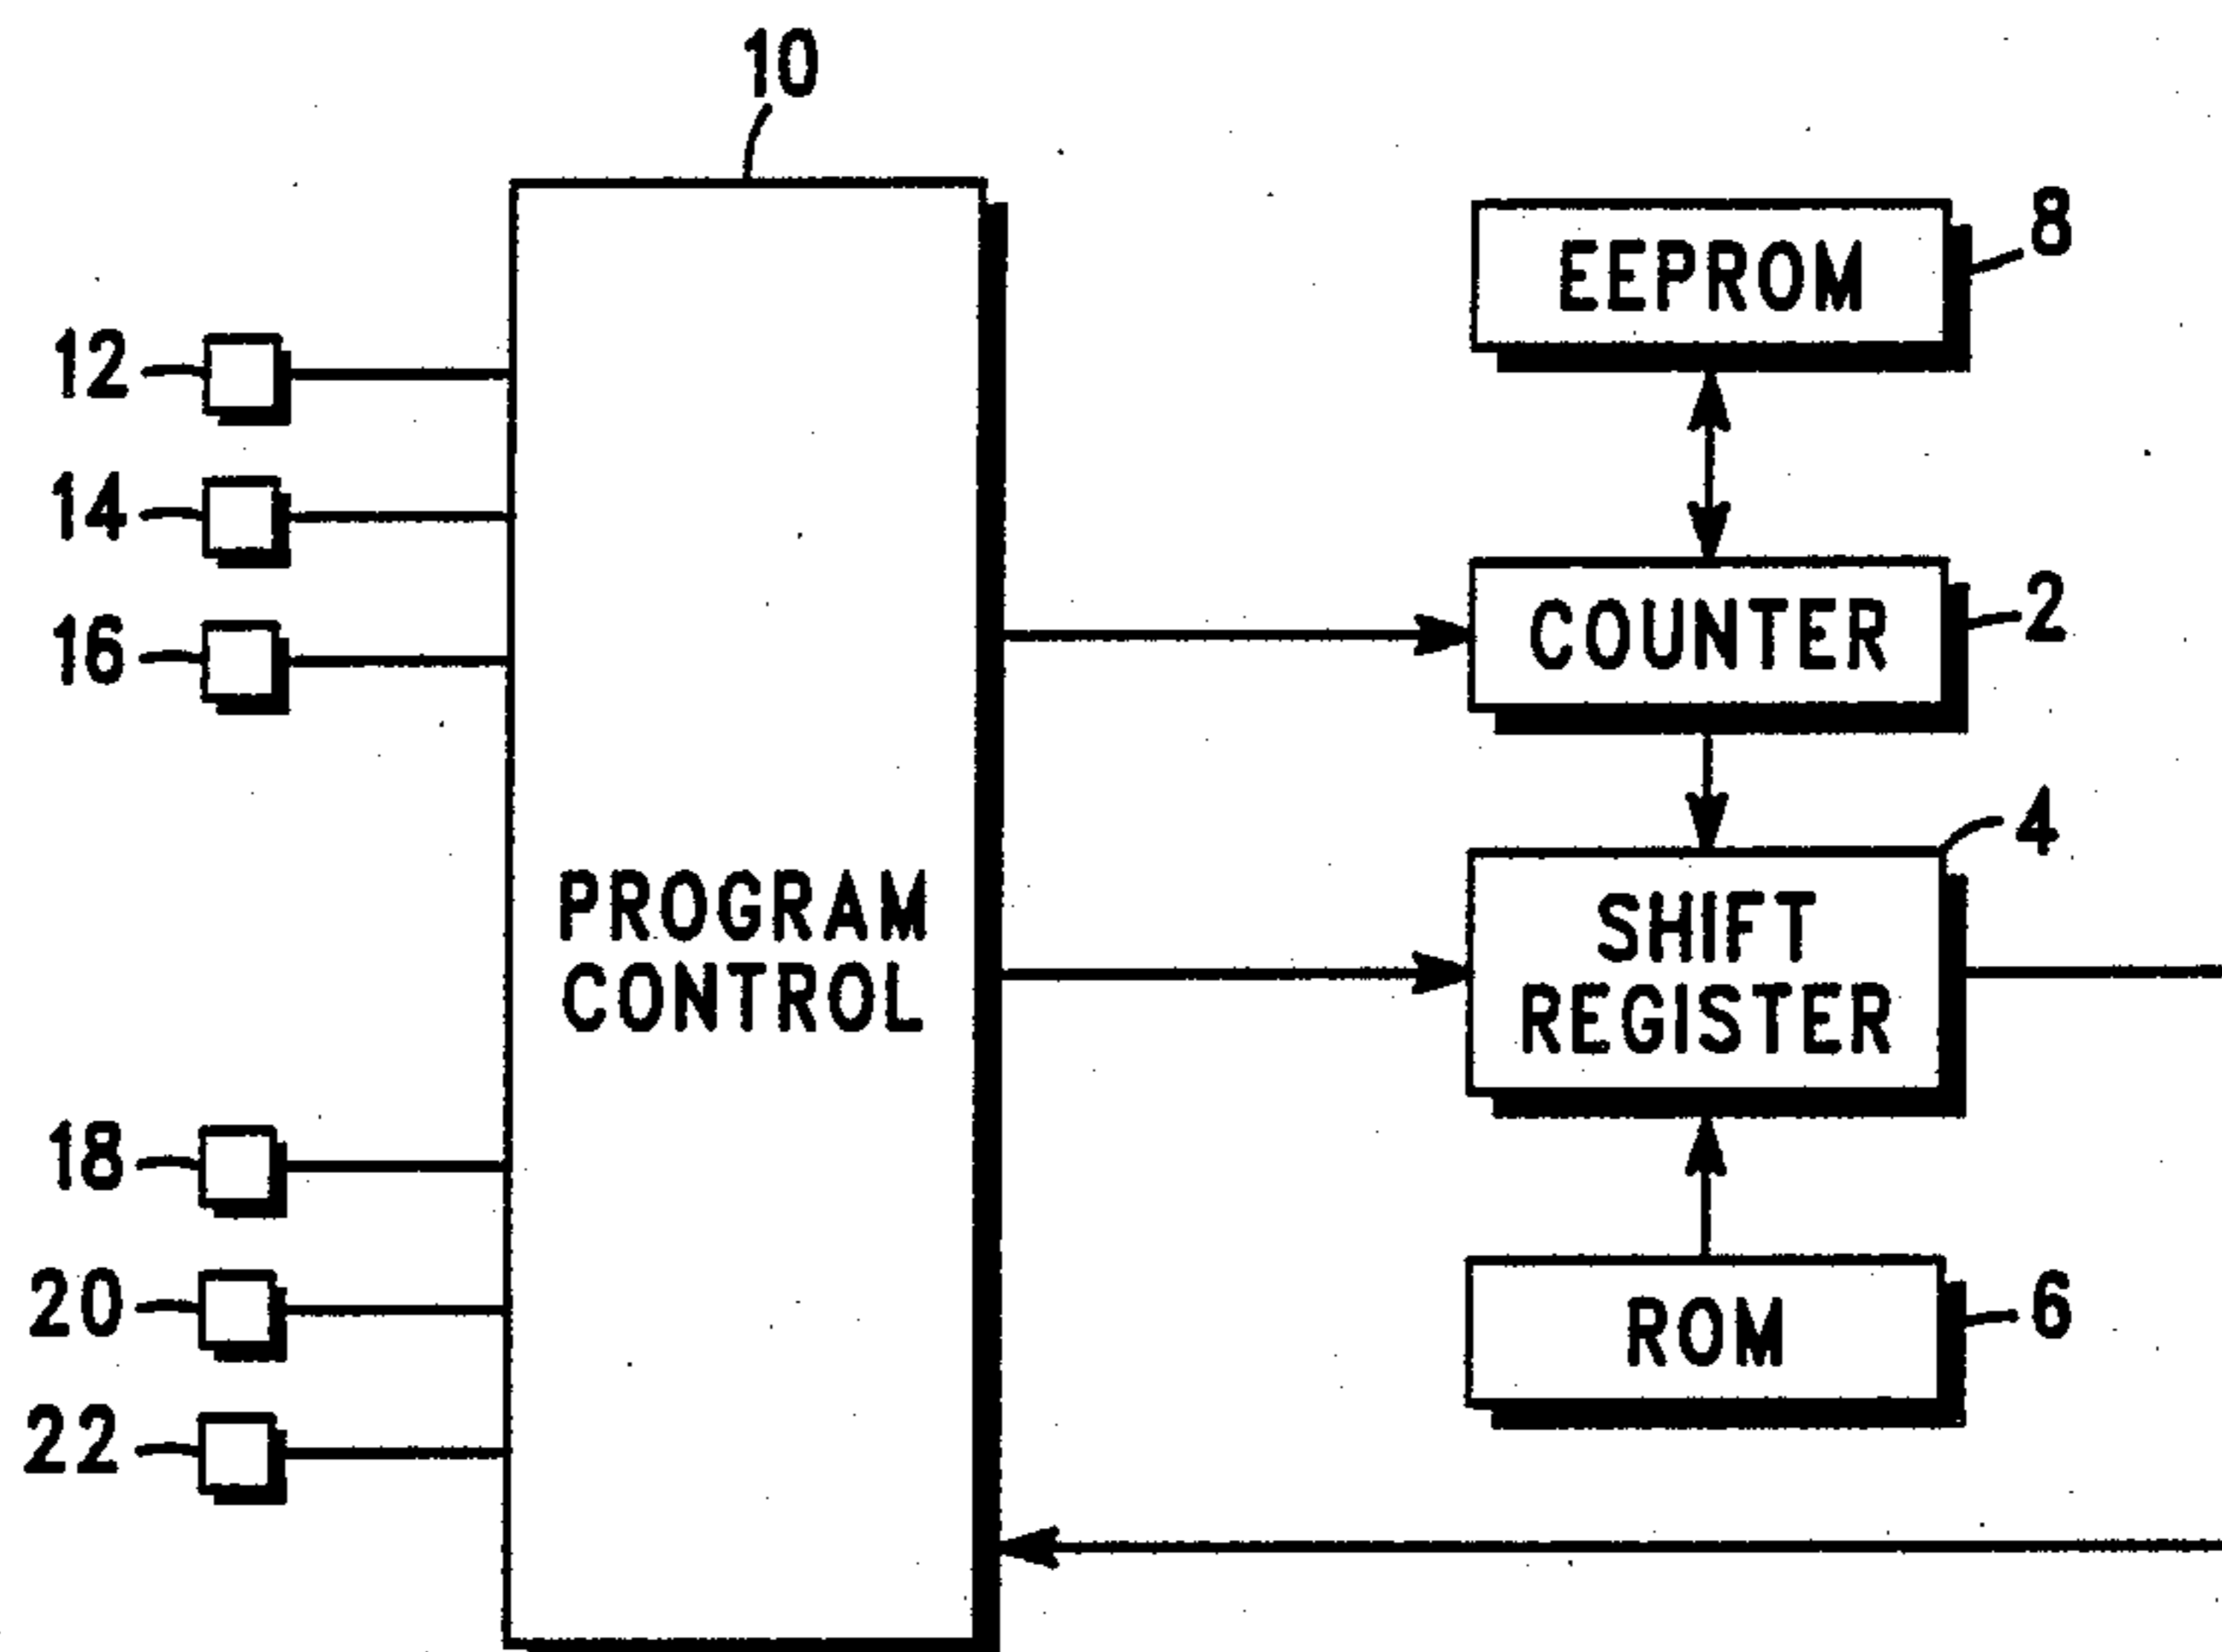 10
EEPROM
8
12
14
16
COUNTER
2
4
PROGRAM
CONTROL
SHIFT
REGISTER
18
20
22
ROM
6